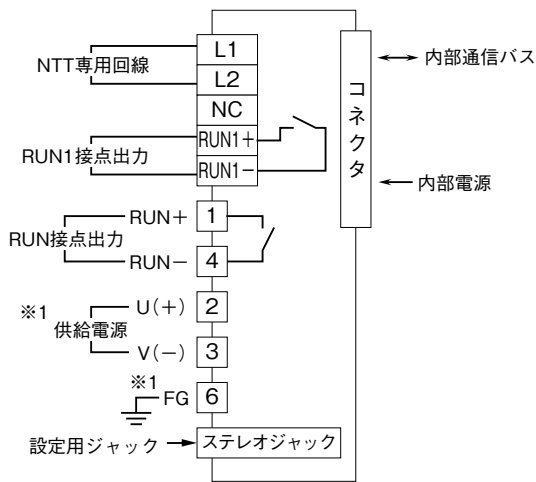 L1
NTT専用回線
L2
NC
RUN1+
RUN1接点出力
RUN1−
コネクタ
内部通信バス
内部電源
RUN+ 1
RUN接点出力
RUN− 4
※1
U(+) 2
供給電源
V(−) 3
※1
FG 6
設定用ジャック
ステレオジャック